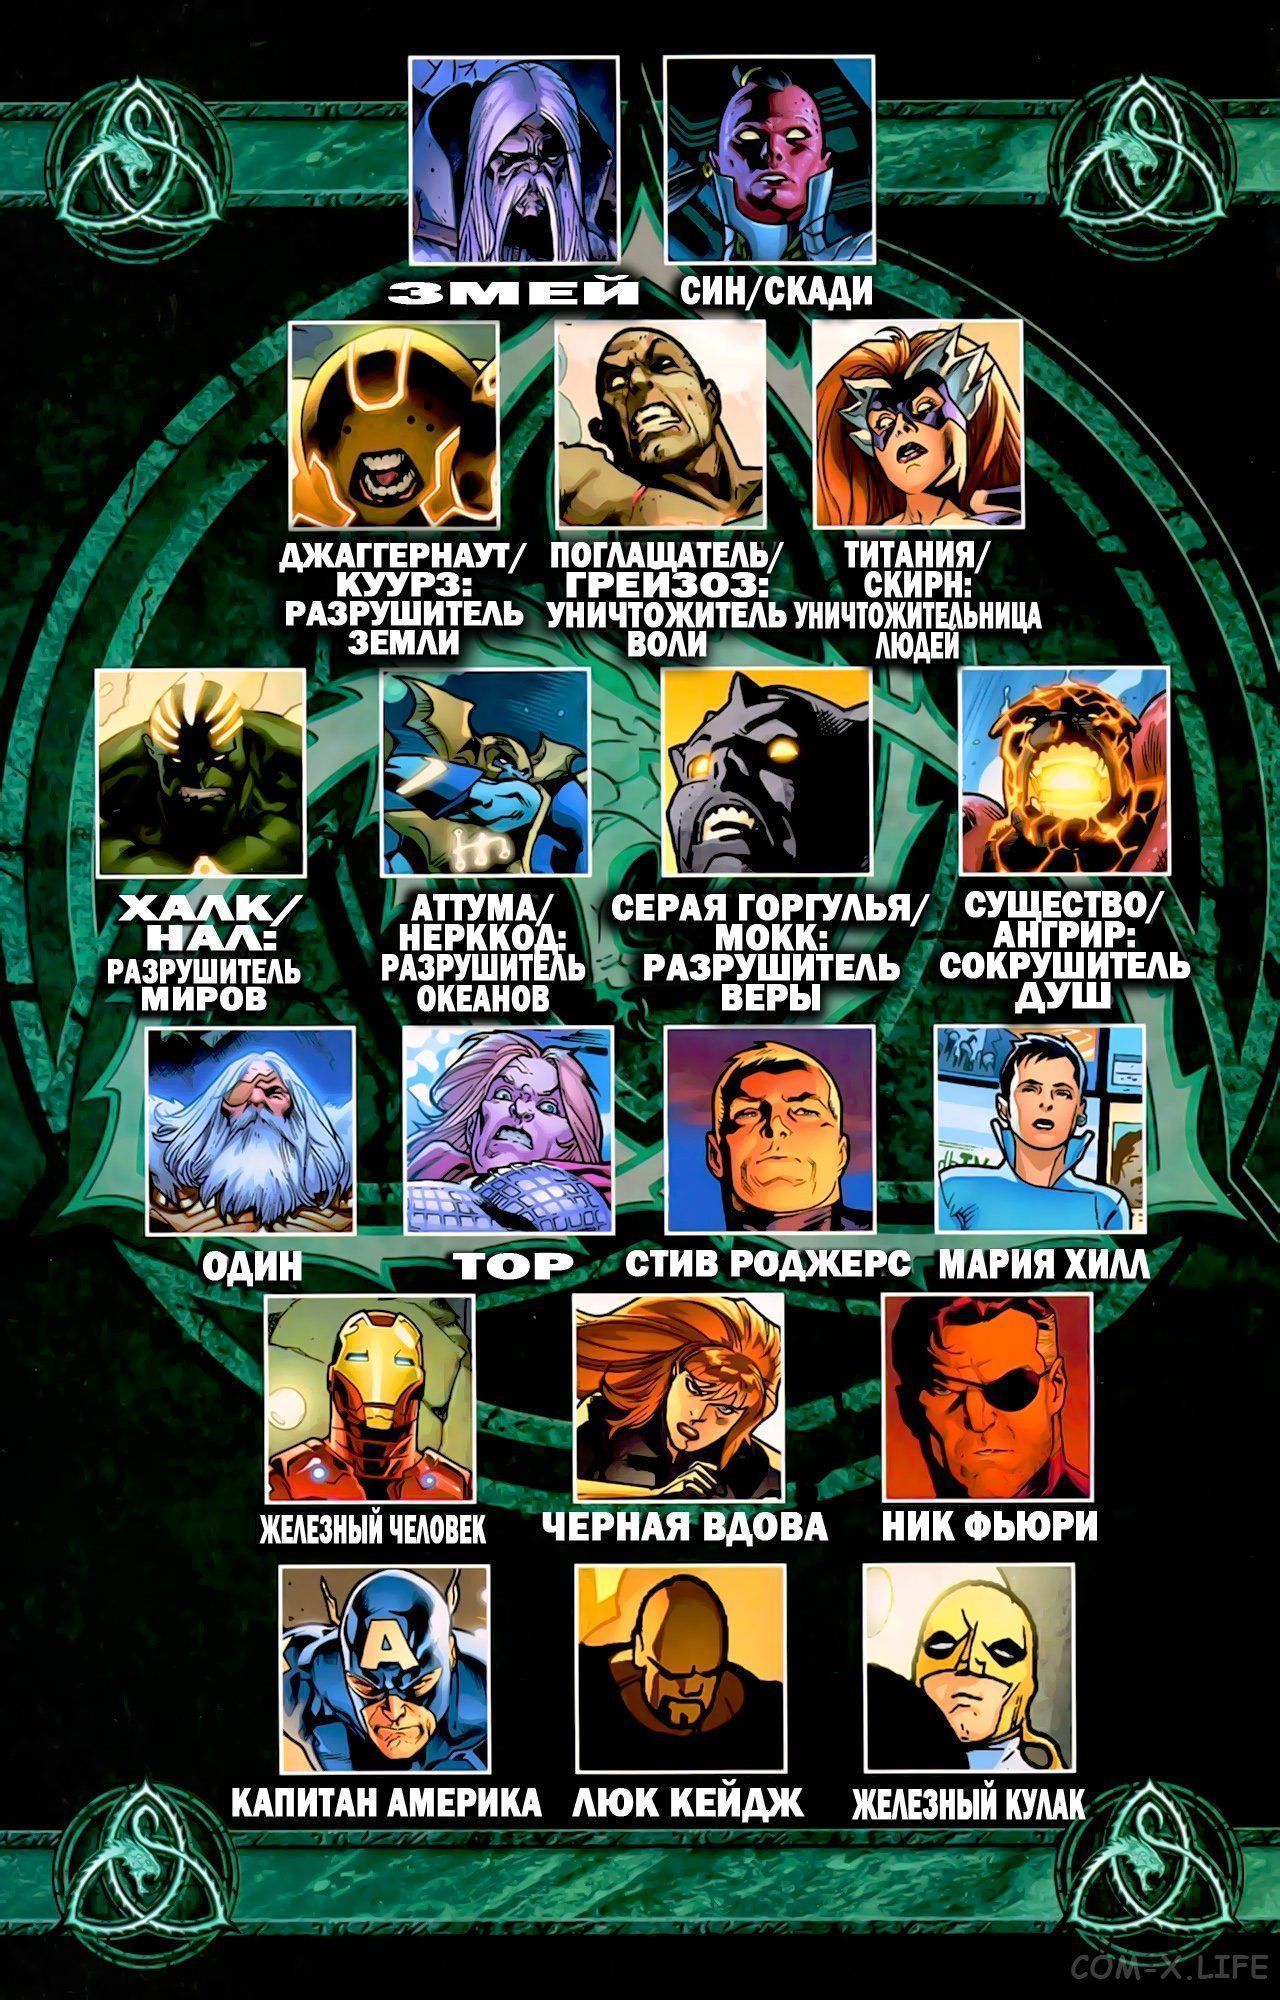 ЗМЕЙ
СИН/СКАДИ
ДЖАГГЕРНАУТ/
КУУРЗ:
РАЗРУШИТЕЛЬ
ЗЕМЛИ
ПОГЛАЩАТЕЛЬ/
ГРЕЙЗОЗ:
УНИЧТОЖИТЕЛЬ
ВОЛИ
ТИТАНИЯ/
СКИРН:
УНИЧТОЖИТЕЛЬНИЦА
ЛЮДЕЙ
ХАЛК/
НАЛ:
РАЗРУШИТЕЛЬ
МИРОВ
АТТУМА/
НЕРККОД:
РАЗРУШИТЕЛЬ
ОКЕАНОВ
СЕРАЯ ГОРГУЛЬЯ/
МОКК:
РАЗРУШИТЕЛЬ
ВЕРЫ
СУЩЕСТВО/
АНГРИР:
СОКРУШИТЕЛЬ
ДУШ
ОДИН
ТОР
СТИВ РОДЖЕРС
МАРИЯ ХИЛЛ
ЖЕЛЕЗНЫЙ ЧЕЛОВЕК
ЧЕРНАЯ ВДОВА
НИК ФЬЮРИ
A
КАПИТАН АМЕРИКА
ЛЮК КЕЙДЖ
ЖЕЛЕЗНЫЙ КУЛАК
COM-X.LIFE